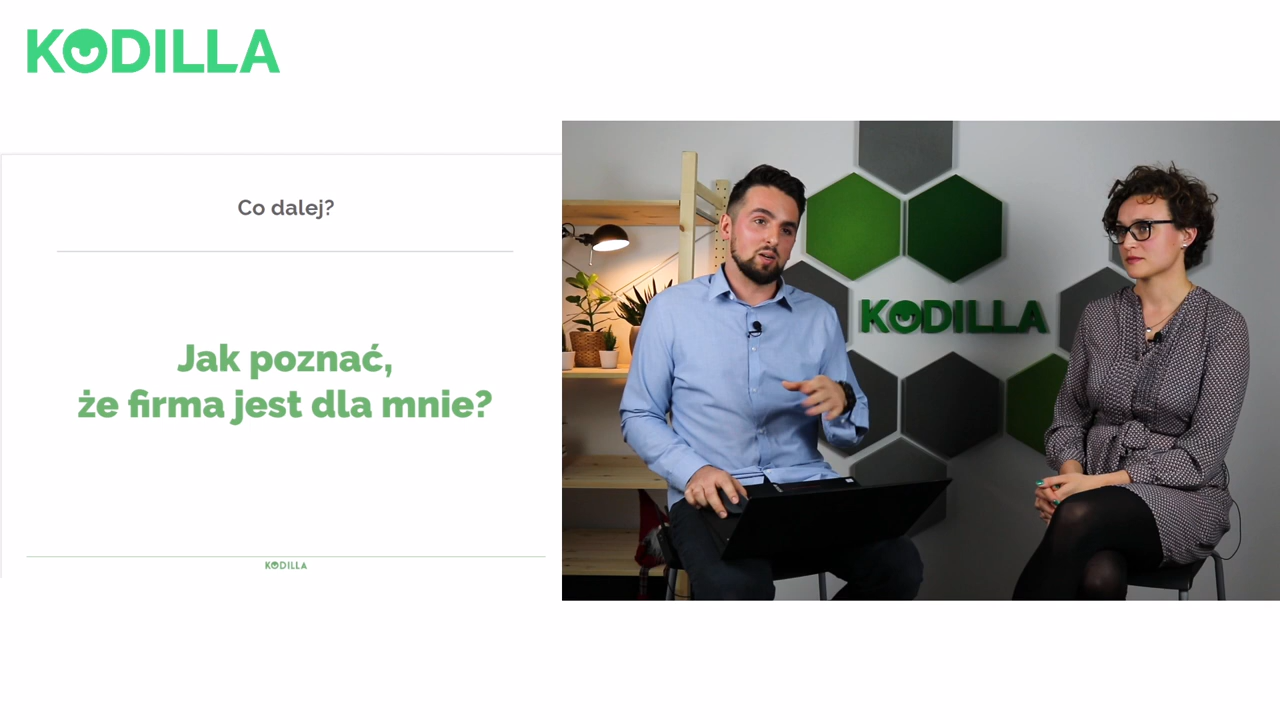 KODILLA
Co dalej?
Jak poznać,
że firma jest dla mnie?
KODILLA
KODILLA